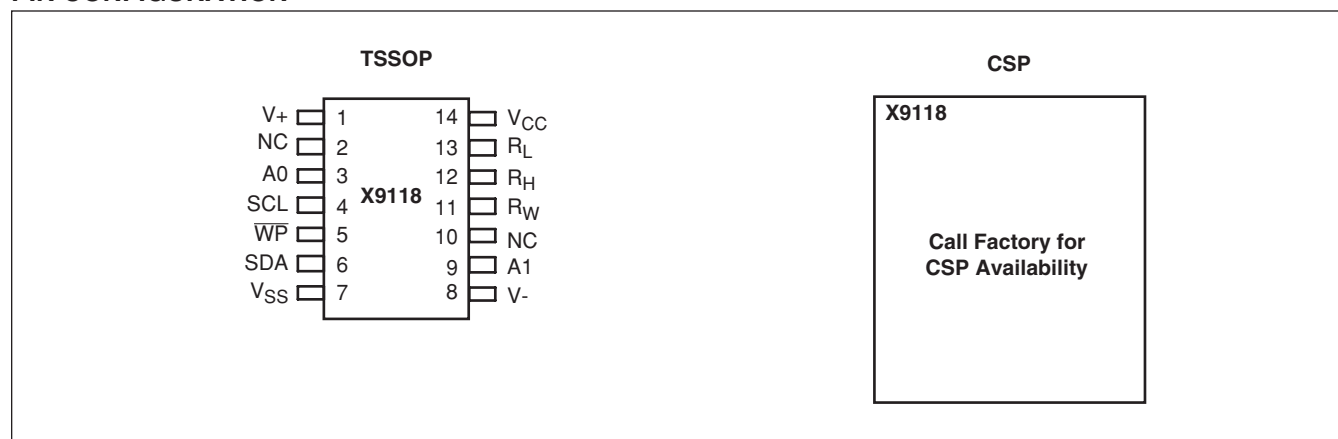 TSSOP
V+ 1 14 VCC
NC 2 13 RL
A0 3 12 RH
SCL 4 X9118 11 RW
WP 5 10 NC
SDA 6 9 A1
VSS 7 8 V-
CSP
X9118
Call Factory for
CSP Availability